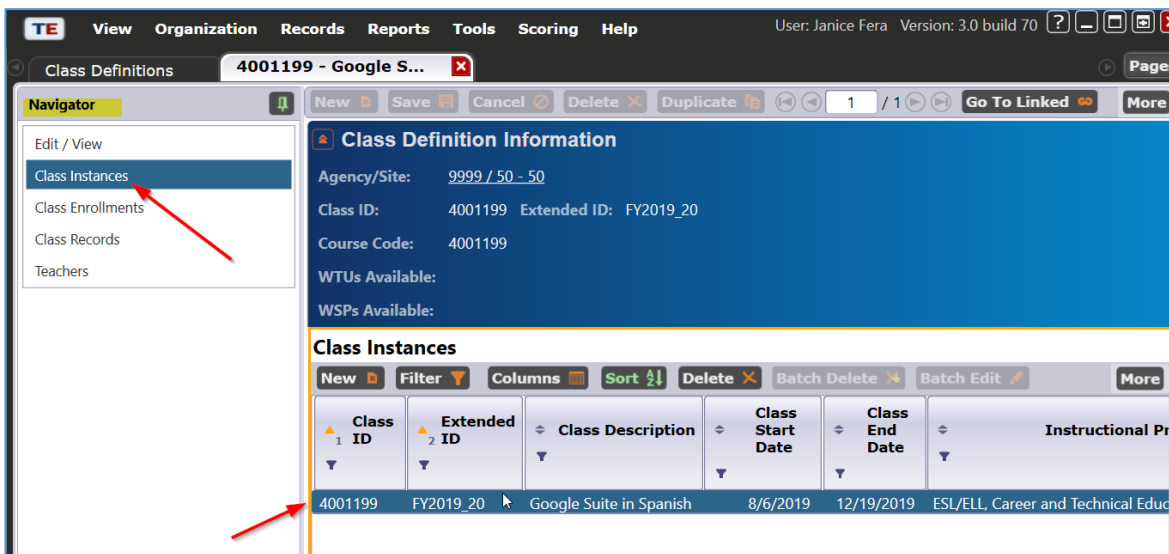 TE View Organization Records Reports Tools Scoring Help User: Janice Fera Version: 3.0 build 70 ?
Class Definitions 4001199 - Google S... Page
Navigator New Save Cancel Delete Duplicate 1 / 1 Go To Linked More
Edit / View
Class Instances
Class Enrollments
Class Records
Teachers
Class Definition Information
Agency/Site: 9999 / 50 - 50
Class ID: 4001199 Extended ID: FY2019_20
Course Code: 4001199
WTUs Available:
WSPs Available:
Class Instances
New Filter Columns Sort Delete Batch Delete Batch Edit More
1 Class ID 2 Extended ID Class Description Class Start Date Class End Date Instructional Pr
4001199 FY2019_20 Google Suite in Spanish 8/6/2019 12/19/2019 ESL/ELL, Career and Technical Educ